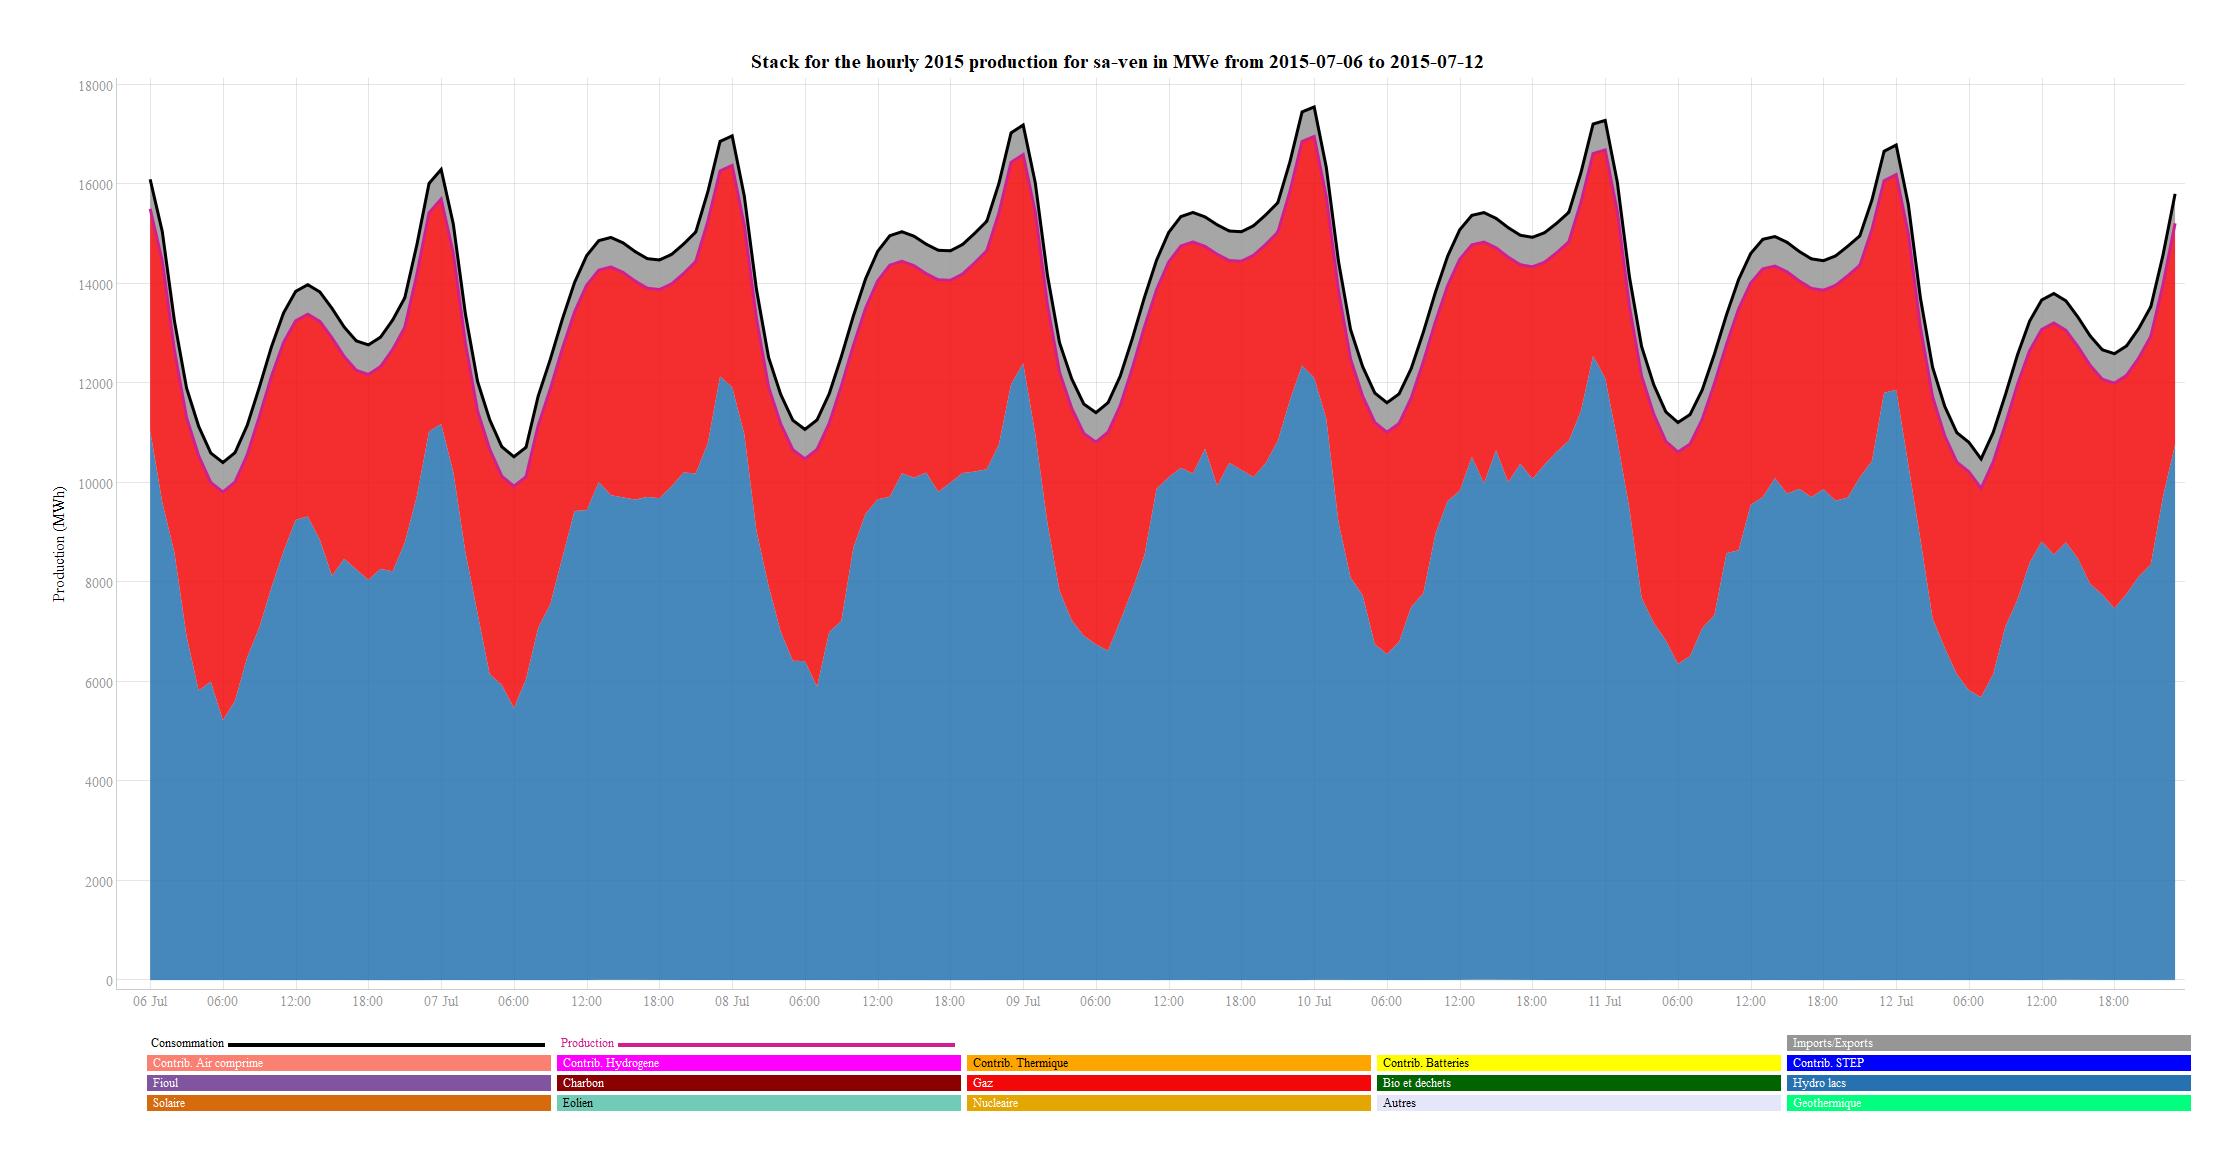 Stack for the hourly 2015 production for sa-ven in MWe from 2015-07-06 to 2015-07-12
Production (MWh)
18000
16000
14000
12000
10000
8000
6000
4000
2000
0
06 Jul 06:00 12:00 18:00 07 Jul 06:00 12:00 18:00 08 Jul 06:00 12:00 18:00 09 Jul 06:00 12:00 18:00 10 Jul 06:00 12:00 18:00 11 Jul 06:00 12:00 18:00 12 Jul 06:00 12:00 18:00
Consommation Production Imports/Exports
Contrib. Air comprime Contrib. Hydrogene Contrib. Thermique Contrib. Batteries Contrib. STEP
Fioul Charbon Gaz Bio et dechets Hydro lacs
Solaire Eolien Nucleaire Autres Geothermique